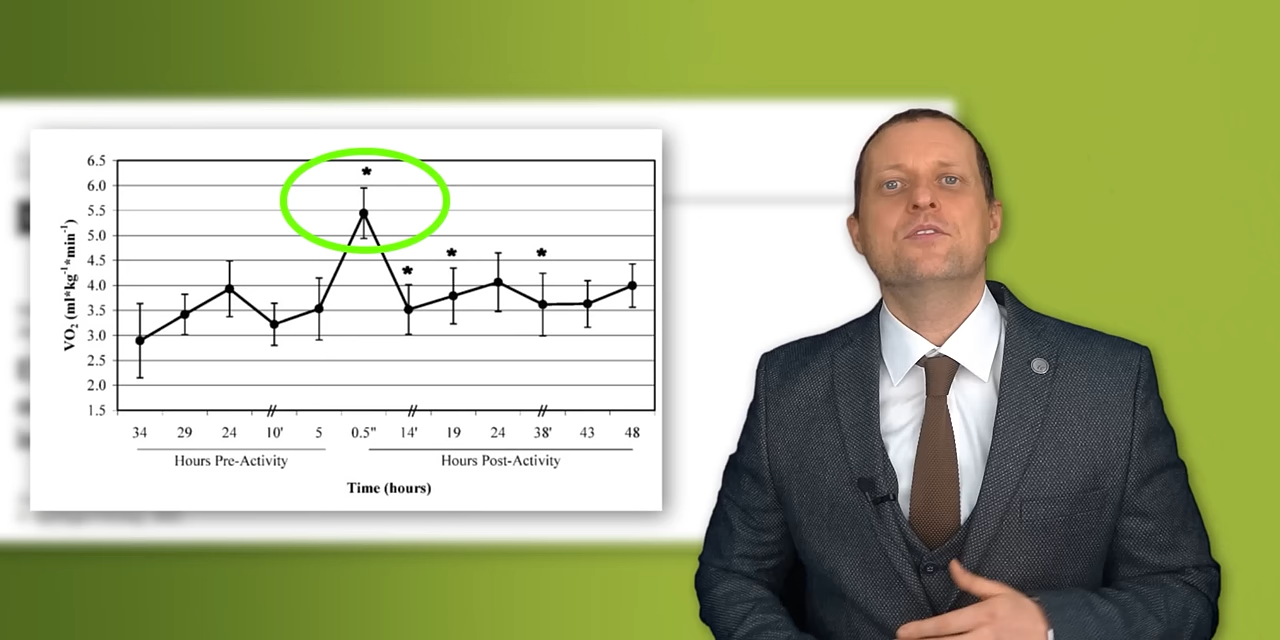 6.5
6.0
5.5
5.0
4.5
4.0
3.5
3.0
2.5
2.0
1.5
VO₂ (ml*kg⁻¹*min⁻¹)
* * * *
34 29 24 10' 5 0.5" 14' 19 24 38' 43 48
Hours Pre-Activity Hours Post-Activity
Time (hours)